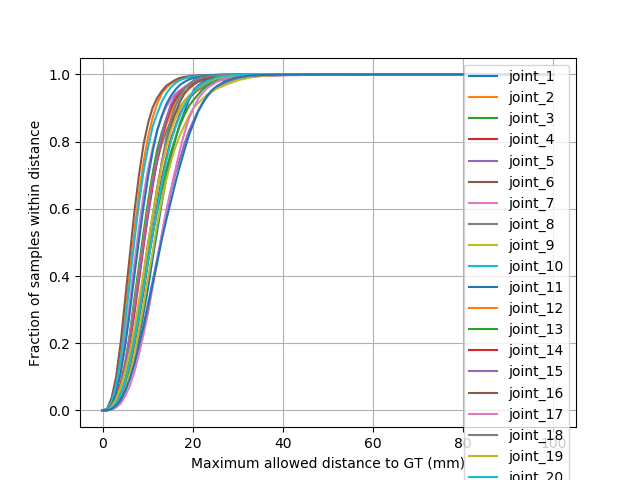 1.0
0.8
0.6
0.4
0.2
0.0
Fraction of samples within distance
0
20
40
60
80
100
Maximum allowed distance to GT (mm)
joint_1
joint_2
joint_3
joint_4
joint_5
joint_6
joint_7
joint_8
joint_9
joint_10
joint_11
joint_12
joint_13
joint_14
joint_15
joint_16
joint_17
joint_18
joint_19
joint_20